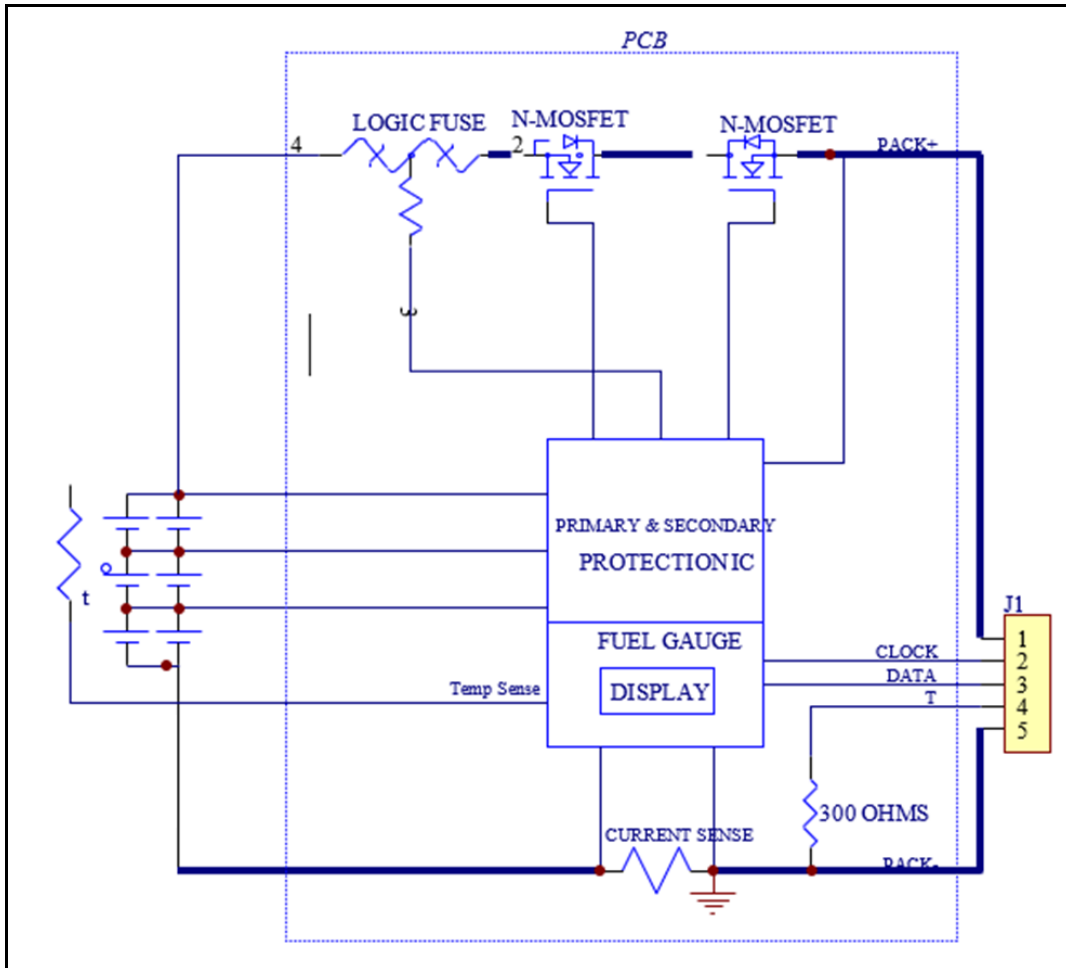 PCB
LOGIC FUSE
N-MOSFET
N-MOSFET
4
2
PACK+
3
PRIMARY & SECONDARY
PROTECTION IC
t
FUEL GAUGE
DISPLAY
Temp Sense
J1
1
CLOCK
2
DATA
3
T
4
5
300 OHMS
CURRENT SENSE
PACK-